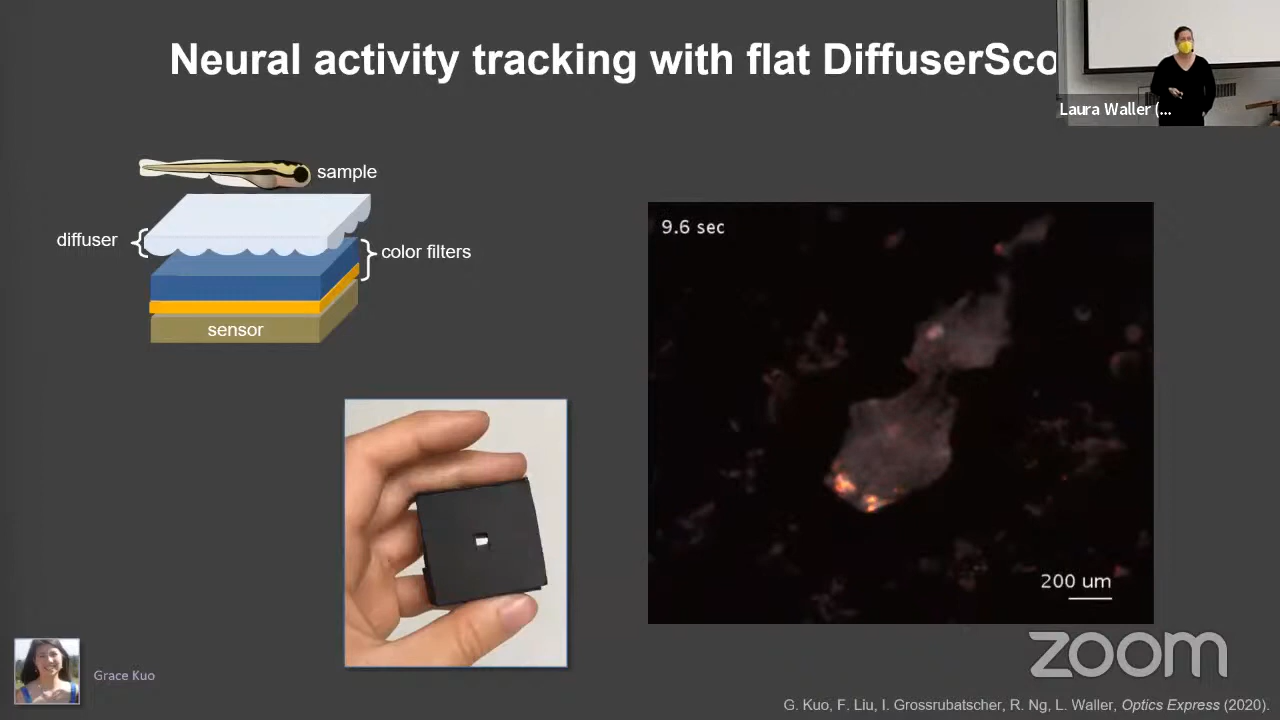 Neural activity tracking with flat DiffuserSco
Laura Waller (...
sample
diffuser
color filters
sensor
9.6 sec
200 um
zoom
Grace Kuo
G. Kuo, F. Liu, I. Grossrubatscher, R. Ng, L. Waller, Optics Express (2020).